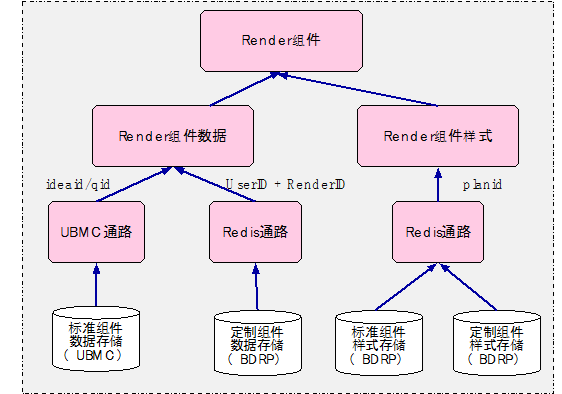 Render组件
Render组件数据
Render组件样式
ideaid/qid
UserID + RenderID
planid
UBMC通路
Redis通路
Redis通路
标准组件
数据存储
（UBMC）
定制组件
数据存储
（BDRP）
标准组件
样式存储
（BDRP）
定制组件
样式存储
（BDRP）